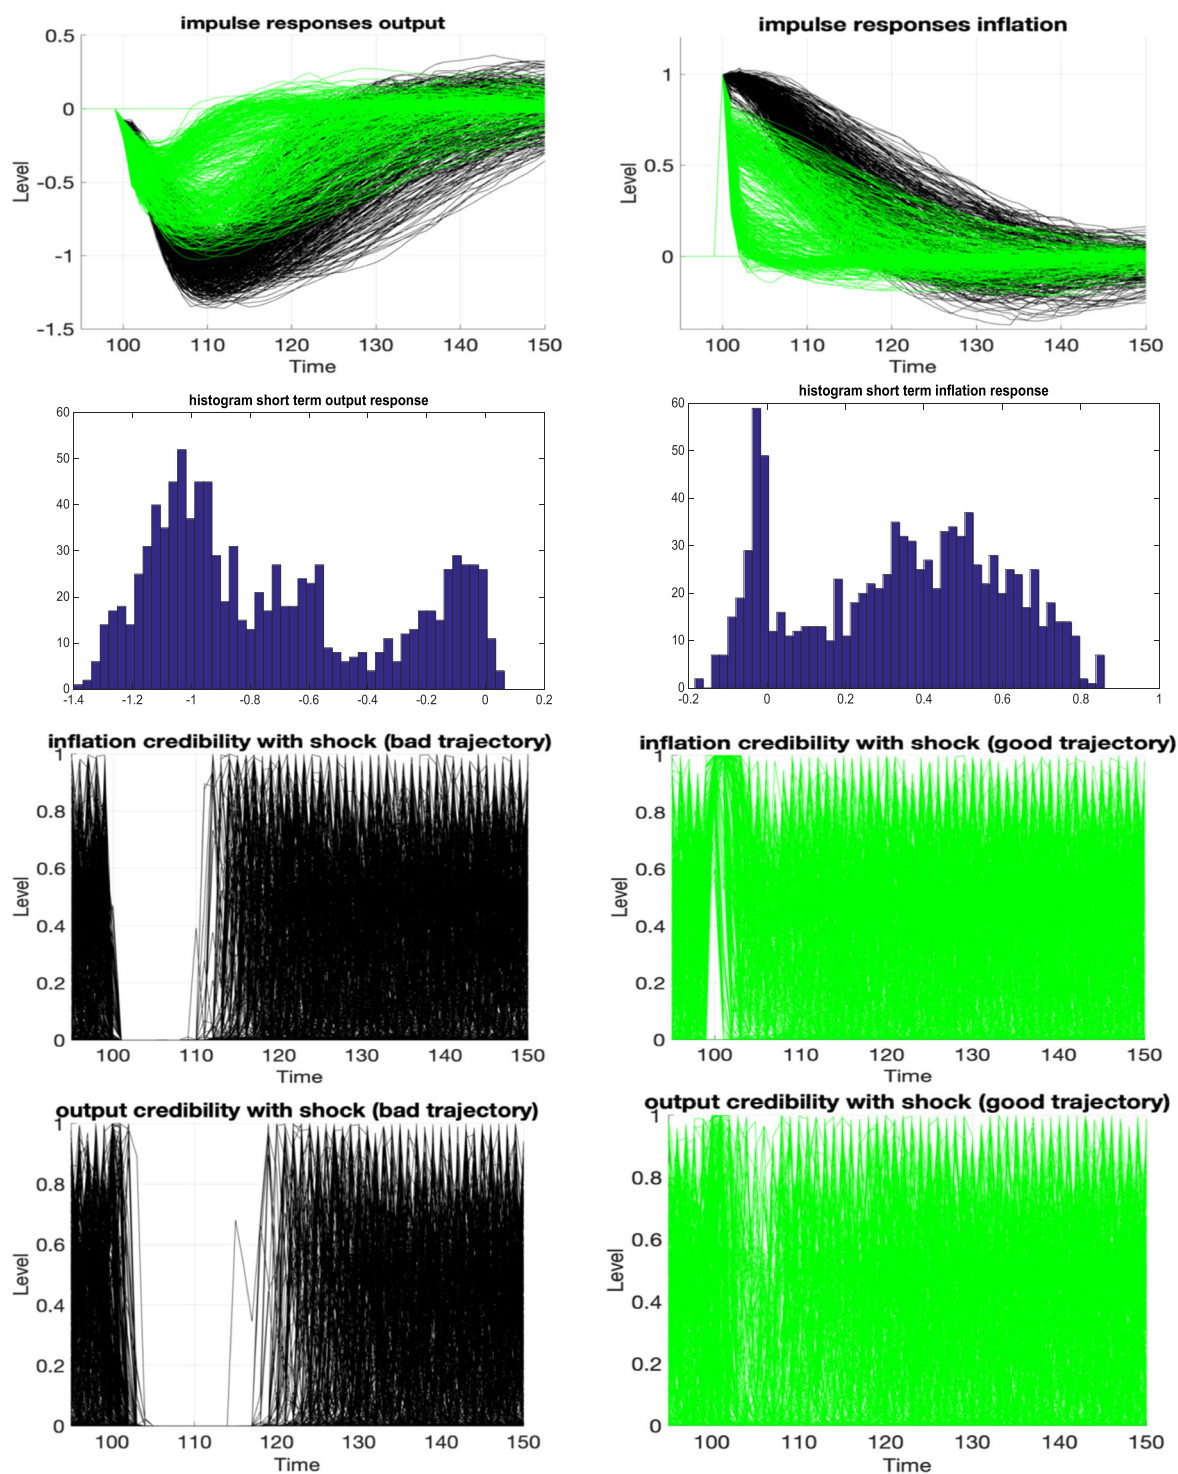 impulse responses output
0.5
0
-0.5
-1
-1.5
Level
100 110 120 130 140 150
Time
impulse responses inflation
1
0.5
0
Level
100 110 120 130 140 150
Time
histogram short term output response
60
50
40
30
20
10
0
-1.4 -1.2 -1 -0.8 -0.6 -0.4 -0.2 0 0.2
histogram short term inflation response
60
50
40
30
20
10
0
-0.2 0 0.2 0.4 0.6 0.8 1
inflation credibility with shock (bad trajectory)
1
0.8
0.6
0.4
0.2
0
Level
100 110 120 130 140 150
Time
inflation credibility with shock (good trajectory)
1
0.8
0.6
0.4
0.2
0
Level
100 110 120 130 140 150
Time
output credibility with shock (bad trajectory)
1
0.8
0.6
0.4
0.2
0
Level
100 110 120 130 140 150
Time
output credibility with shock (good trajectory)
1
0.8
0.6
0.4
0.2
0
Level
100 110 120 130 140 150
Time